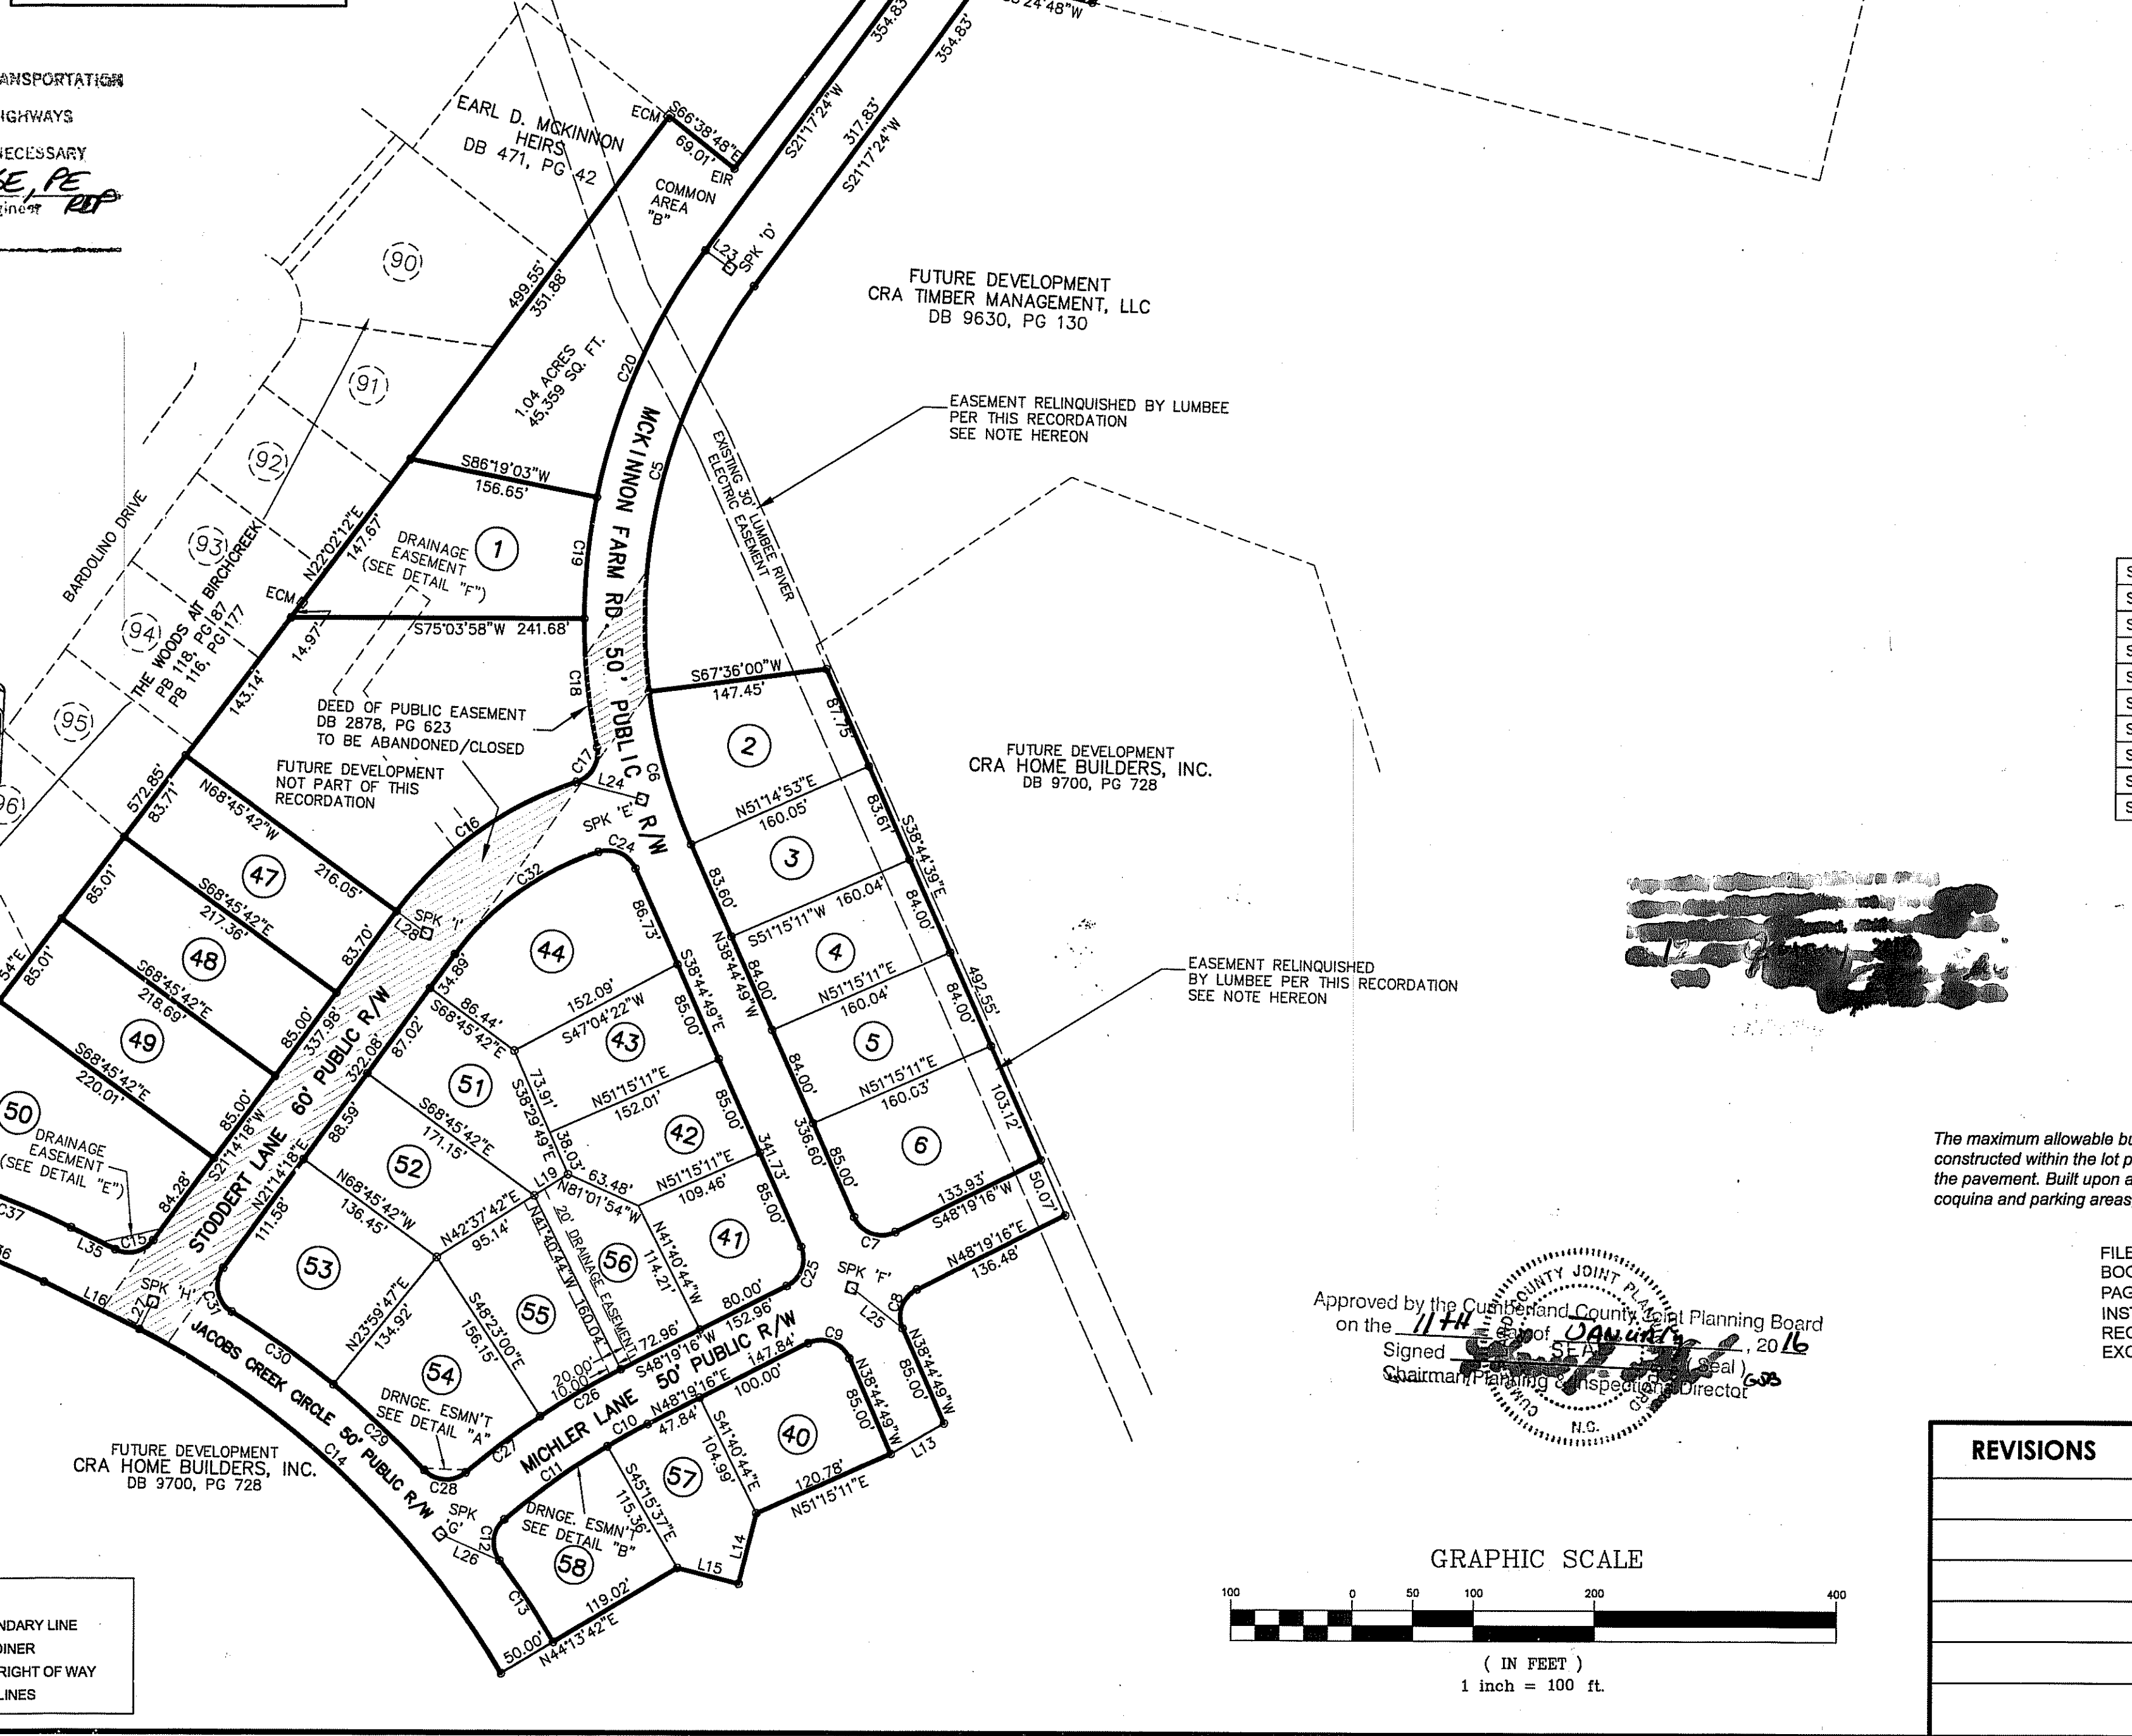 ANSPORTATION
IGHWAYS
NECESSARY
SE, PE
gineer RDP
EARL D. MCKINNON
HEIRS
DB 471, PG 42
ECM
S66°38'48"E
69.01'
EIR
COMMON
AREA
"B"
354.83'
S21°17'24"W
354.83'
317.83'
S21°17'24"W
24'48"W
L23
SPK 'D'
FUTURE DEVELOPMENT
CRA TIMBER MANAGEMENT, LLC
DB 9630, PG 130
499.55'
351.88'
1.04 ACRES
45,359 SQ. FT.
C20
C5
MCKINNON FARM RD. 50' PUBLIC R/W
EASEMENT RELINQUISHED BY LUMBEE
PER THIS RECORDATION
SEE NOTE HEREON
EXISTING 30' LUMBEE RIVER
ELECTRIC EASEMENT
90
91
92
93
94
95
96
BARDOLINO DRIVE
THE WOODS AT BIRCHCREEK
PB 118, PG 87
PB 116, PG 177
S86°19'03"W
156.65'
N22°02'12"E
147.67'
DRAINAGE
EASEMENT
(SEE DETAIL "F")
1
C19
ECM
14.97'
S75°03'58"W 241.68'
143.14'
C18
DEED OF PUBLIC EASEMENT
DB 2878, PG 623
TO BE ABANDONED/CLOSED
FUTURE DEVELOPMENT
NOT PART OF THIS
RECORDATION
C17
L24
SPK 'E'
C6
C16
C24
C32
S67°36'00"W
147.45'
2
87.75'
N51°14'53"E
160.05'
FUTURE DEVELOPMENT
CRA HOME BUILDERS, INC.
DB 9700, PG 728
3
83.61'
S38°44'39"E
83.60'
S51°15'11"W 160.04'
4
84.00'
N38°44'49"W
84.00'
N51°15'11"E
160.04'
492.55'
84.00'
5
84.00'
N51°15'11"E
160.03'
103.12'
336.60'
6
85.00'
133.93'
S48°19'16"W
50.07'
C7
N48°19'16"E
136.48'
EASEMENT RELINQUISHED
BY LUMBEE PER THIS RECORDATION
SEE NOTE HEREON
572.85'
83.71'
N68°45'42"W
216.05'
47
85.01'
S68°45'42"E
217.36'
83.70'
SPK 'I'
L28
48
54"E
85.01'
S68°45'42"E
218.69'
85.00'
337.98'
49
S68°45'42"E
220.01'
85.00'
S21°14'18"W
50
DRAINAGE
EASEMENT
(SEE DETAIL "E")
84.28'
STODDERT LANE 60' PUBLIC R/W
C37
L35
C15
L16
SPK 'H'
L27
C31
44
86.73'
134.89'
86.44'
S68°45'42"E
152.09'
S47°04'22"W
S38°44'49"E
85.00'
43
322.08'
87.02'
51
73.91'
S38°29'49"E
N51°15'11"E
152.01'
85.00'
42
S68°45'42"E
171.15'
38.03'
63.48'
N81°01'54"W
L19
N51°15'11"E
109.46'
341.73'
85.00'
88.59'
N21°14'18"E
111.58'
52
N68°45'42"W
136.45'
N42°37'42"E
95.14'
N41°40'44"W 160.04'
20' DRAINAGE EASEMENT
56
N41°40'44"W
114.21'
41
80.00'
C25
53
N23°59'47"E
134.92'
S48°23'00"E
156.15'
55
54
DRNGE. ESMN'T
SEE DETAIL "A"
20.00'
10.00'
72.96'
S48°19'16"W
152.96'
C26
C27
C28
C29
C30
JACOBS CREEK CIRCLE 50' PUBLIC R/W
C14
MICHLER LANE 50' PUBLIC R/W
147.84'
N48°19'16"E
100.00'
47.84'
C10
C9
C8
SPK 'F'
L25
N38°44'49"W
85.00'
N38°44'49"W
85.00'
L13
40
120.78'
N51°15'11"E
S41°40'44"E
104.99'
57
S45°15'37"E
115.36'
L14
L15
C11
DRNGE. ESMN'T
SEE DETAIL "B"
58
C12
SPK
'G'
L26
C13
119.02'
N44°13'42"E
50.00'
FUTURE DEVELOPMENT
CRA HOME BUILDERS, INC.
DB 9700, PG 728
NDARY LINE
OINER
RIGHT OF WAY
LINES
The maximum allowable bu
constructed within the lot p
the pavement. Built upon a
coquina and parking areas
FILE
BOO
PAG
INST
REC
EXC
Approved by the Cumberland County Joint Planning Board
on the 11TH day of JANUARY, 2016
Signed (Seal)
Chairman/Planning & Inspections Director
COUNTY JOINT PLAN
SEAL
N.C.
GRAPHIC SCALE
100 0 50 100 200 400
( IN FEET )
1 inch = 100 ft.
REVISIONS